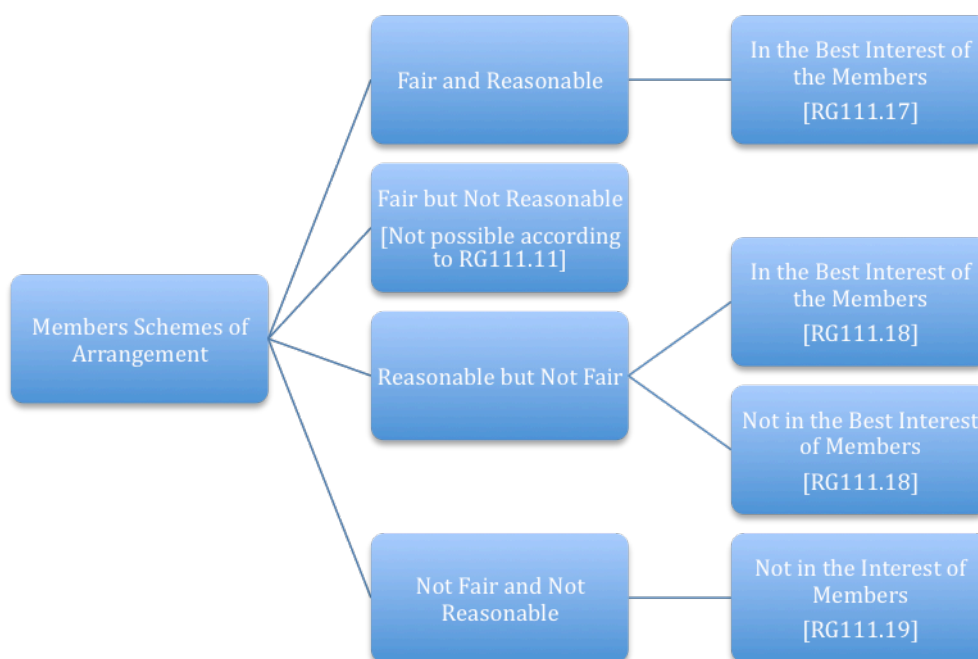 Members Schemes of
Arrangement
Fair and Reasonable
In the Best Interest of
the Members
[RG111.17]
Fair but Not Reasonable
[Not possible according
to RG111.11]
Reasonable but Not Fair
In the Best Interest of
the Members
[RG111.18]
Not in the Best Interest
of Members
[RG111.18]
Not Fair and Not
Reasonable
Not in the Interest of
Members
[RG111.19]